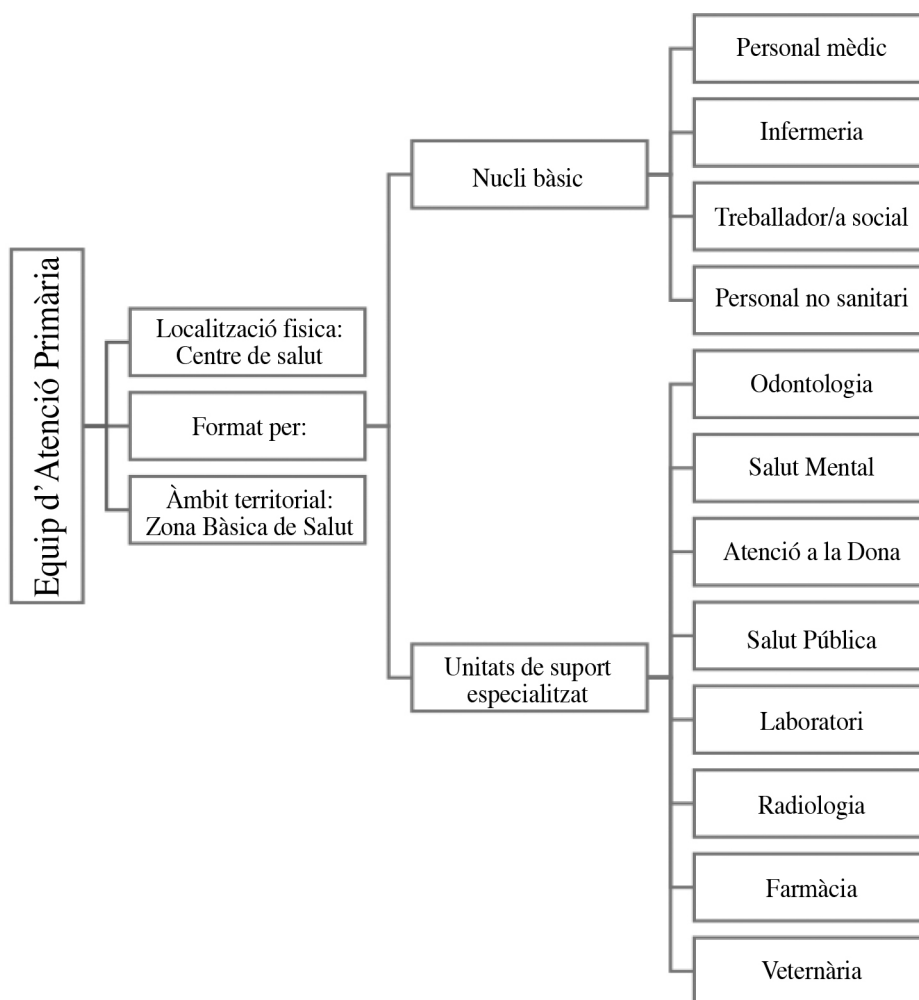 Equip d’Atenció Primària
Localització fisica:
Centre de salut
Format per:
Àmbit territorial:
Zona Bàsica de Salut
Nucli bàsic
Personal mèdic
Infermeria
Treballador/a social
Personal no sanitari
Unitats de suport
especialitzat
Odontologia
Salut Mental
Atenció a la Dona
Salut Pública
Laboratori
Radiologia
Farmàcia
Veternària